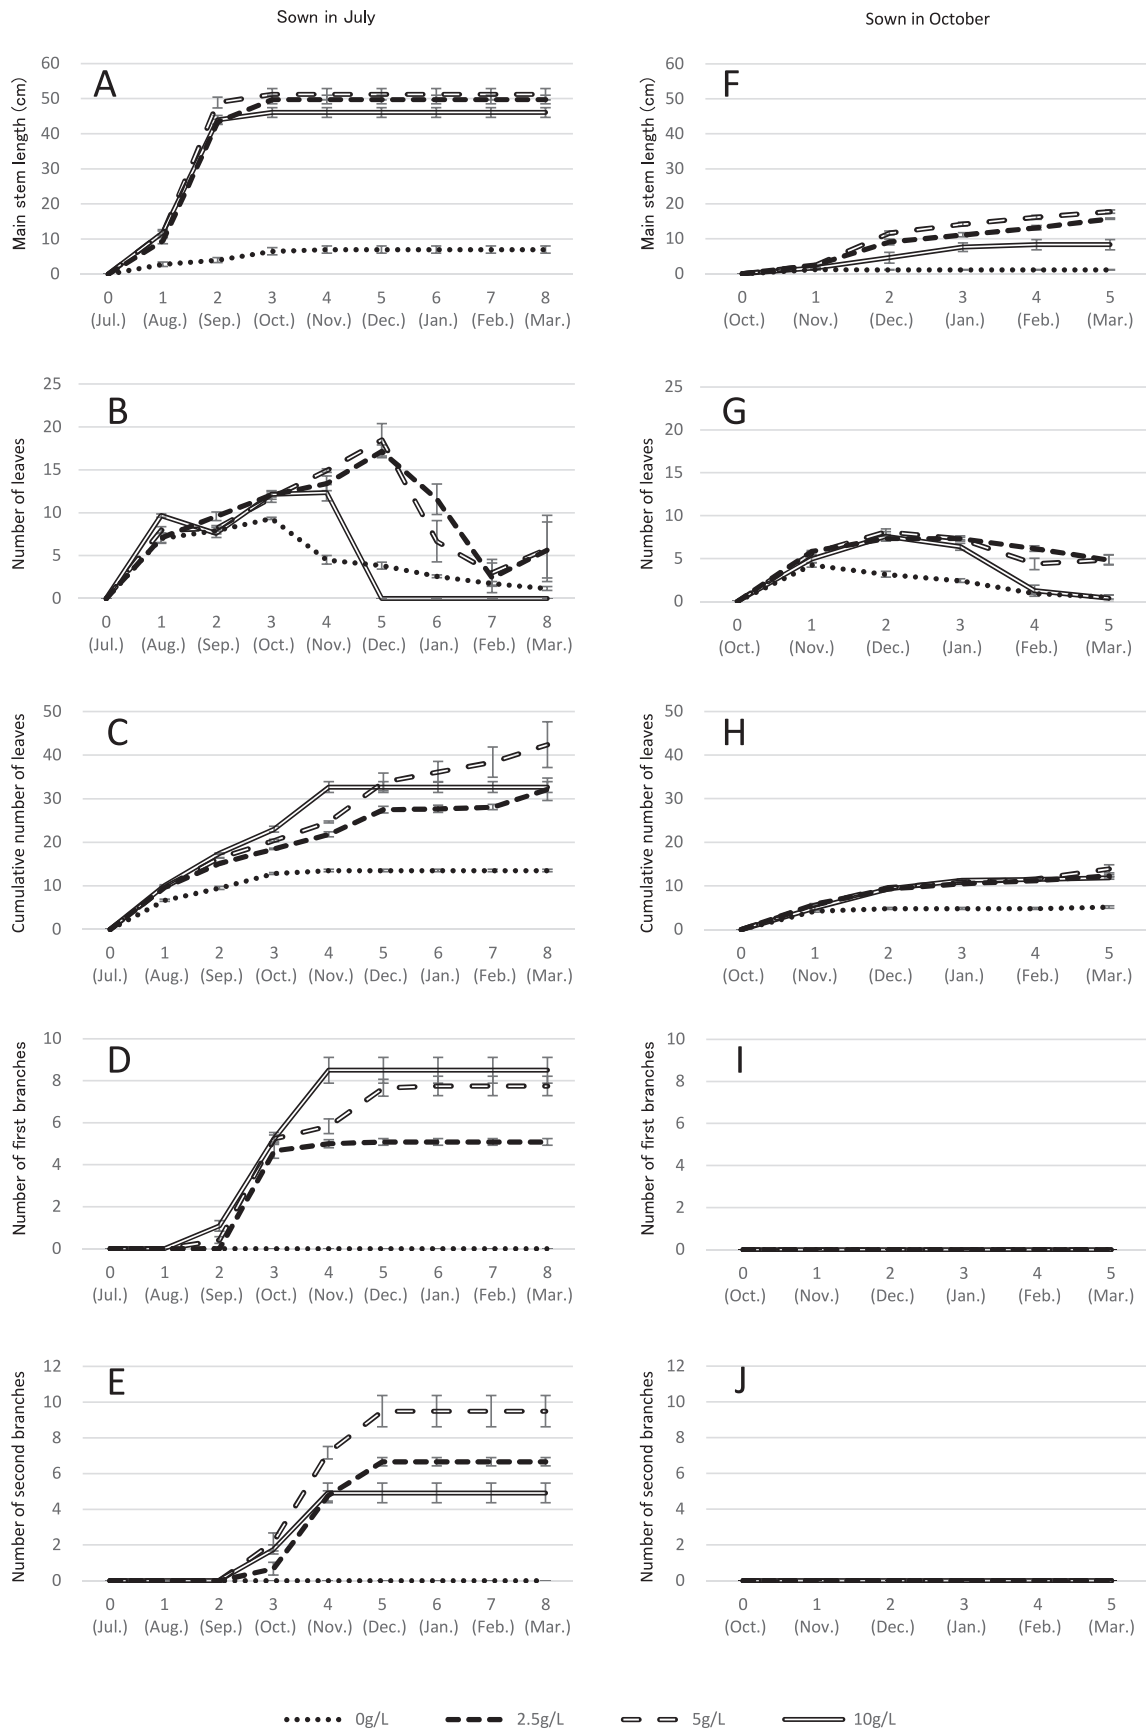 Sown in July
Sown in October
A
Main stem length (cm)
60
50
40
30
20
10
0
0 1 2 3 4 5 6 7 8
(Jul.) (Aug.) (Sep.) (Oct.) (Nov.) (Dec.) (Jan.) (Feb.) (Mar.)
F
Main stem length (cm)
60
50
40
30
20
10
0
0 1 2 3 4 5
(Oct.) (Nov.) (Dec.) (Jan.) (Feb.) (Mar.)
B
Number of leaves
25
20
15
10
5
0
0 1 2 3 4 5 6 7 8
(Jul.) (Aug.) (Sep.) (Oct.) (Nov.) (Dec.) (Jan.) (Feb.) (Mar.)
G
Number of leaves
25
20
15
10
5
0
0 1 2 3 4 5
(Oct.) (Nov.) (Dec.) (Jan.) (Feb.) (Mar.)
C
Cumulative number of leaves
50
40
30
20
10
0
0 1 2 3 4 5 6 7 8
(Jul.) (Aug.) (Sep.) (Oct.) (Nov.) (Dec.) (Jan.) (Feb.) (Mar.)
H
Cumulative number of leaves
50
40
30
20
10
0
0 1 2 3 4 5
(Oct.) (Nov.) (Dec.) (Jan.) (Feb.) (Mar.)
D
Number of first branches
10
8
6
4
2
0
0 1 2 3 4 5 6 7 8
(Jul.) (Aug.) (Sep.) (Oct.) (Nov.) (Dec.) (Jan.) (Feb.) (Mar.)
I
Number of first branches
10
8
6
4
2
0
0 1 2 3 4 5
(Oct.) (Nov.) (Dec.) (Jan.) (Feb.) (Mar.)
E
Number of second branches
12
10
8
6
4
2
0
0 1 2 3 4 5 6 7 8
(Jul.) (Aug.) (Sep.) (Oct.) (Nov.) (Dec.) (Jan.) (Feb.) (Mar.)
J
Number of second branches
12
10
8
6
4
2
0
0 1 2 3 4 5
(Oct.) (Nov.) (Dec.) (Jan.) (Feb.) (Mar.)
0g/L 2.5g/L 5g/L 10g/L